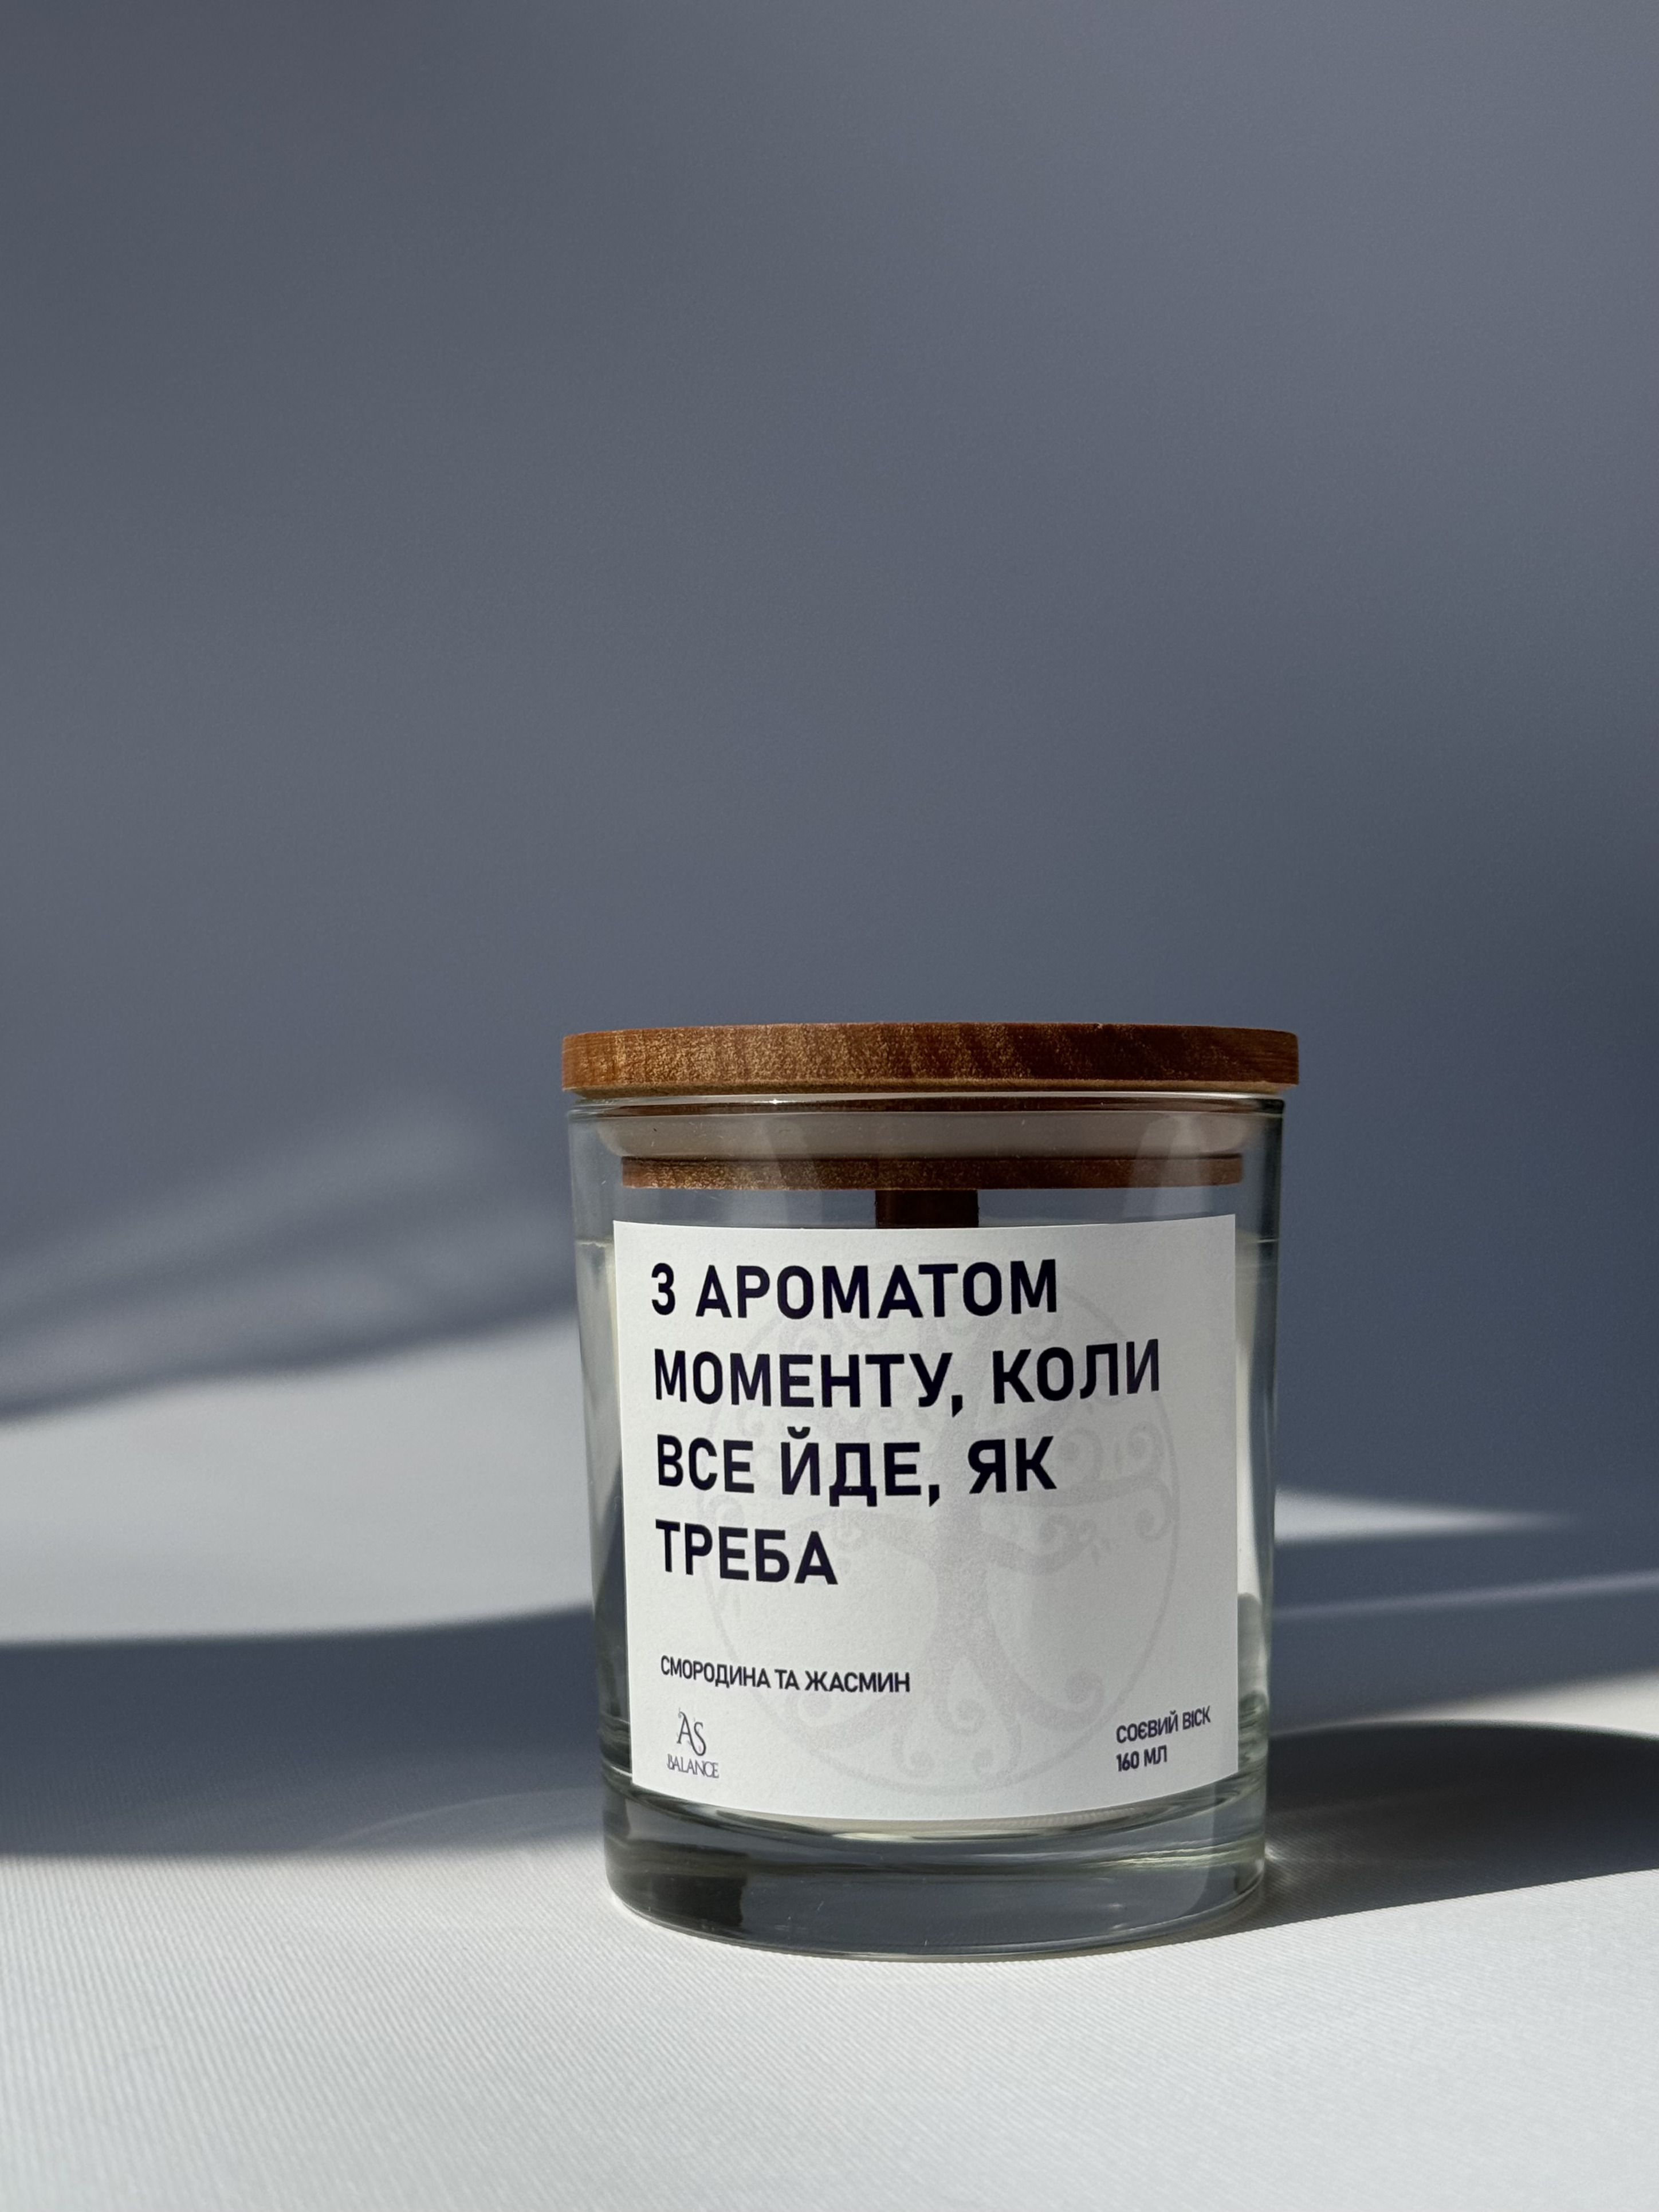 З АРОМАТОМ
МОМЕНТУ, КОЛИ
ВСЕ ЙДЕ, ЯК
ТРЕБА
СМОРОДИНА ТА ЖАСМИН
AS
BALANCE
СОЄВИЙ ВІСК
160 МЛ